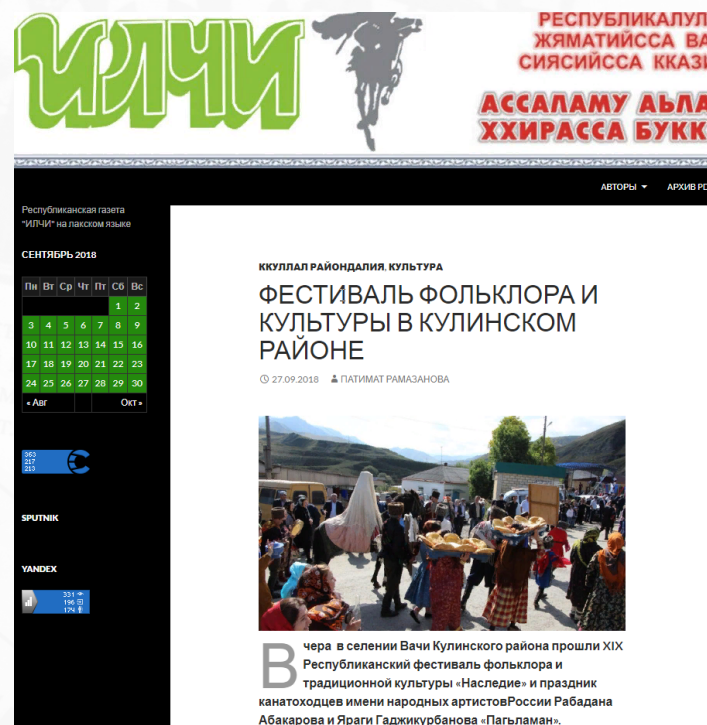 ИЛЧИ
РЕСПУБЛИКАЛУЛ
ЖЯМАТИЙССА ВА
СИЯСИЙССА ККАЗИ
АССАЛАМУ АЬЛА
ХХИРАССА БУКК
АВТОРЫ
АРХИВ PD
Республиканская газета
"ИЛЧИ" на лакском языке
СЕНТЯБРЬ 2018
Пн Вт Ср Чт Пт Сб Вс
1 2
3 4 5 6 7 8 9
10 11 12 13 14 15 16
17 18 19 20 21 22 23
24 25 26 27 28 29 30
« Авг Окт »
363
217
213
SPUTNIK
YANDEX
331
196
174
ККУЛЛАЛ РАЙОНДАЛИЯ, КУЛЬТУРА
ФЕСТИВАЛЬ ФОЛЬКЛОРА И
КУЛЬТУРЫ В КУЛИНСКОМ
РАЙОНЕ
27.09.2018 ПАТИМАТ РАМАЗАНОВА
Вчера в селении Вачи Кулинского района прошли XIX
Республиканский фестиваль фольклора и
традиционной культуры «Наследие» и праздник
канатоходцев имени народных артистовРоссии Рабадана
Абакарова и Яраги Гаджикурбанова «Пагьламан».